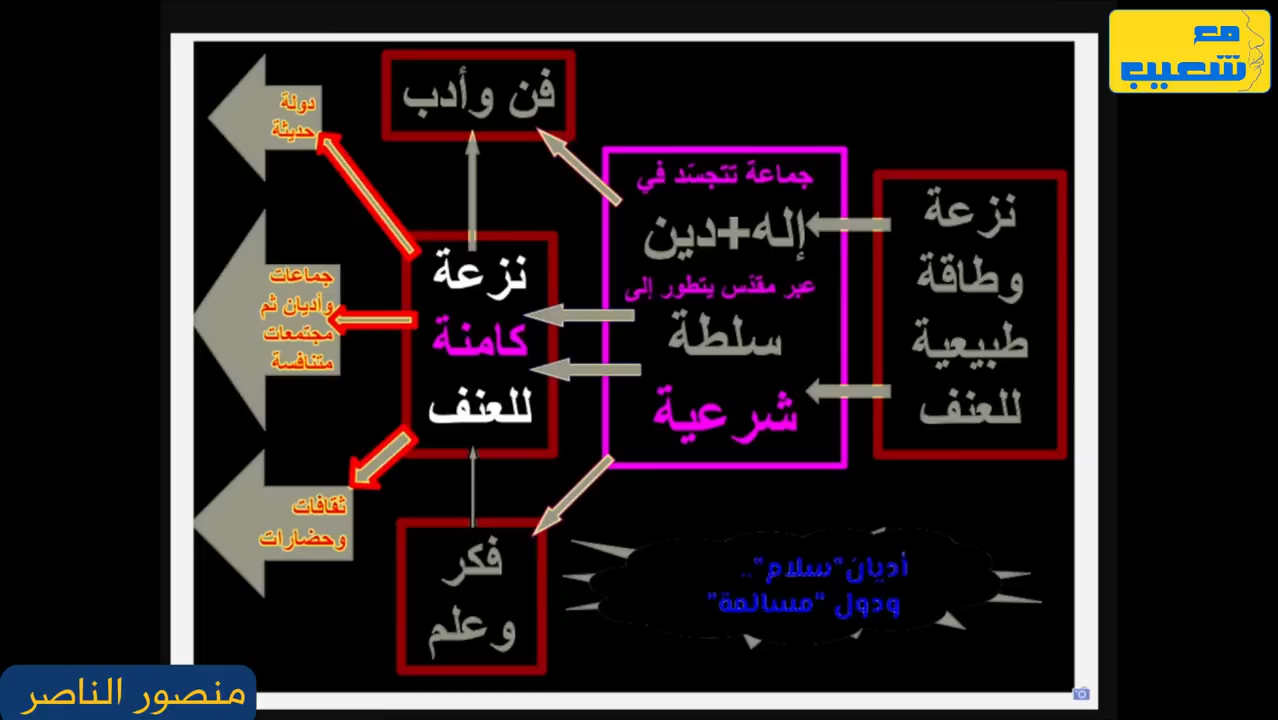 مع
شعيب
نزعة
وطاقة
طبيعية
للعنف
جماعة تتجسّد في
إله+دين
عبر مقدّس يتطور إلى
سلطة
شرعية
فن وأدب
نزعة
كامنة
للعنف
فكر
وعلم
دولة
حديثة
جماعات
وأديان ثم
مجتمعات
متنافسة
ثقافات
وحضارات
أديان"سلام"..
ودول "مسالمة"
منصور الناصر